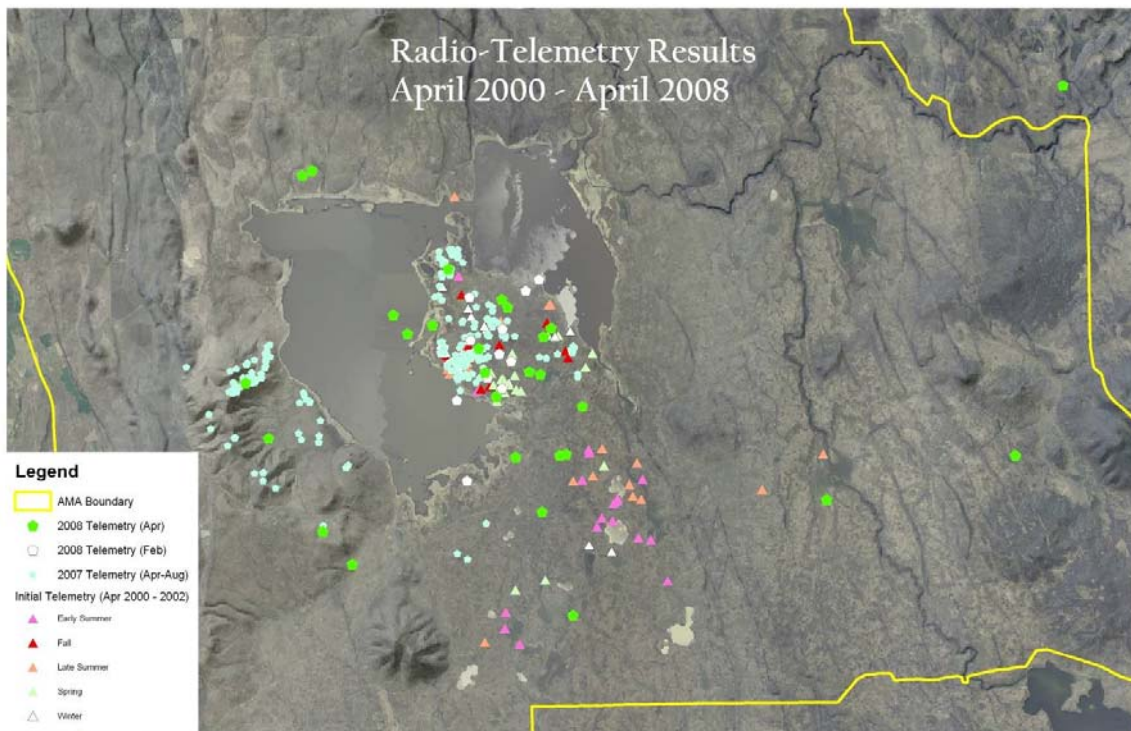 Radio-Telemetry Results
April 2000 - April 2008
Legend
AMA Boundary
2008 Telemetry (Apr)
2008 Telemetry (Feb)
2007 Telemetry (Apr-Aug)
Initial Telemetry (Apr 2000 - 2002)
Early Summer
Fall
Late Summer
Spring
Winter